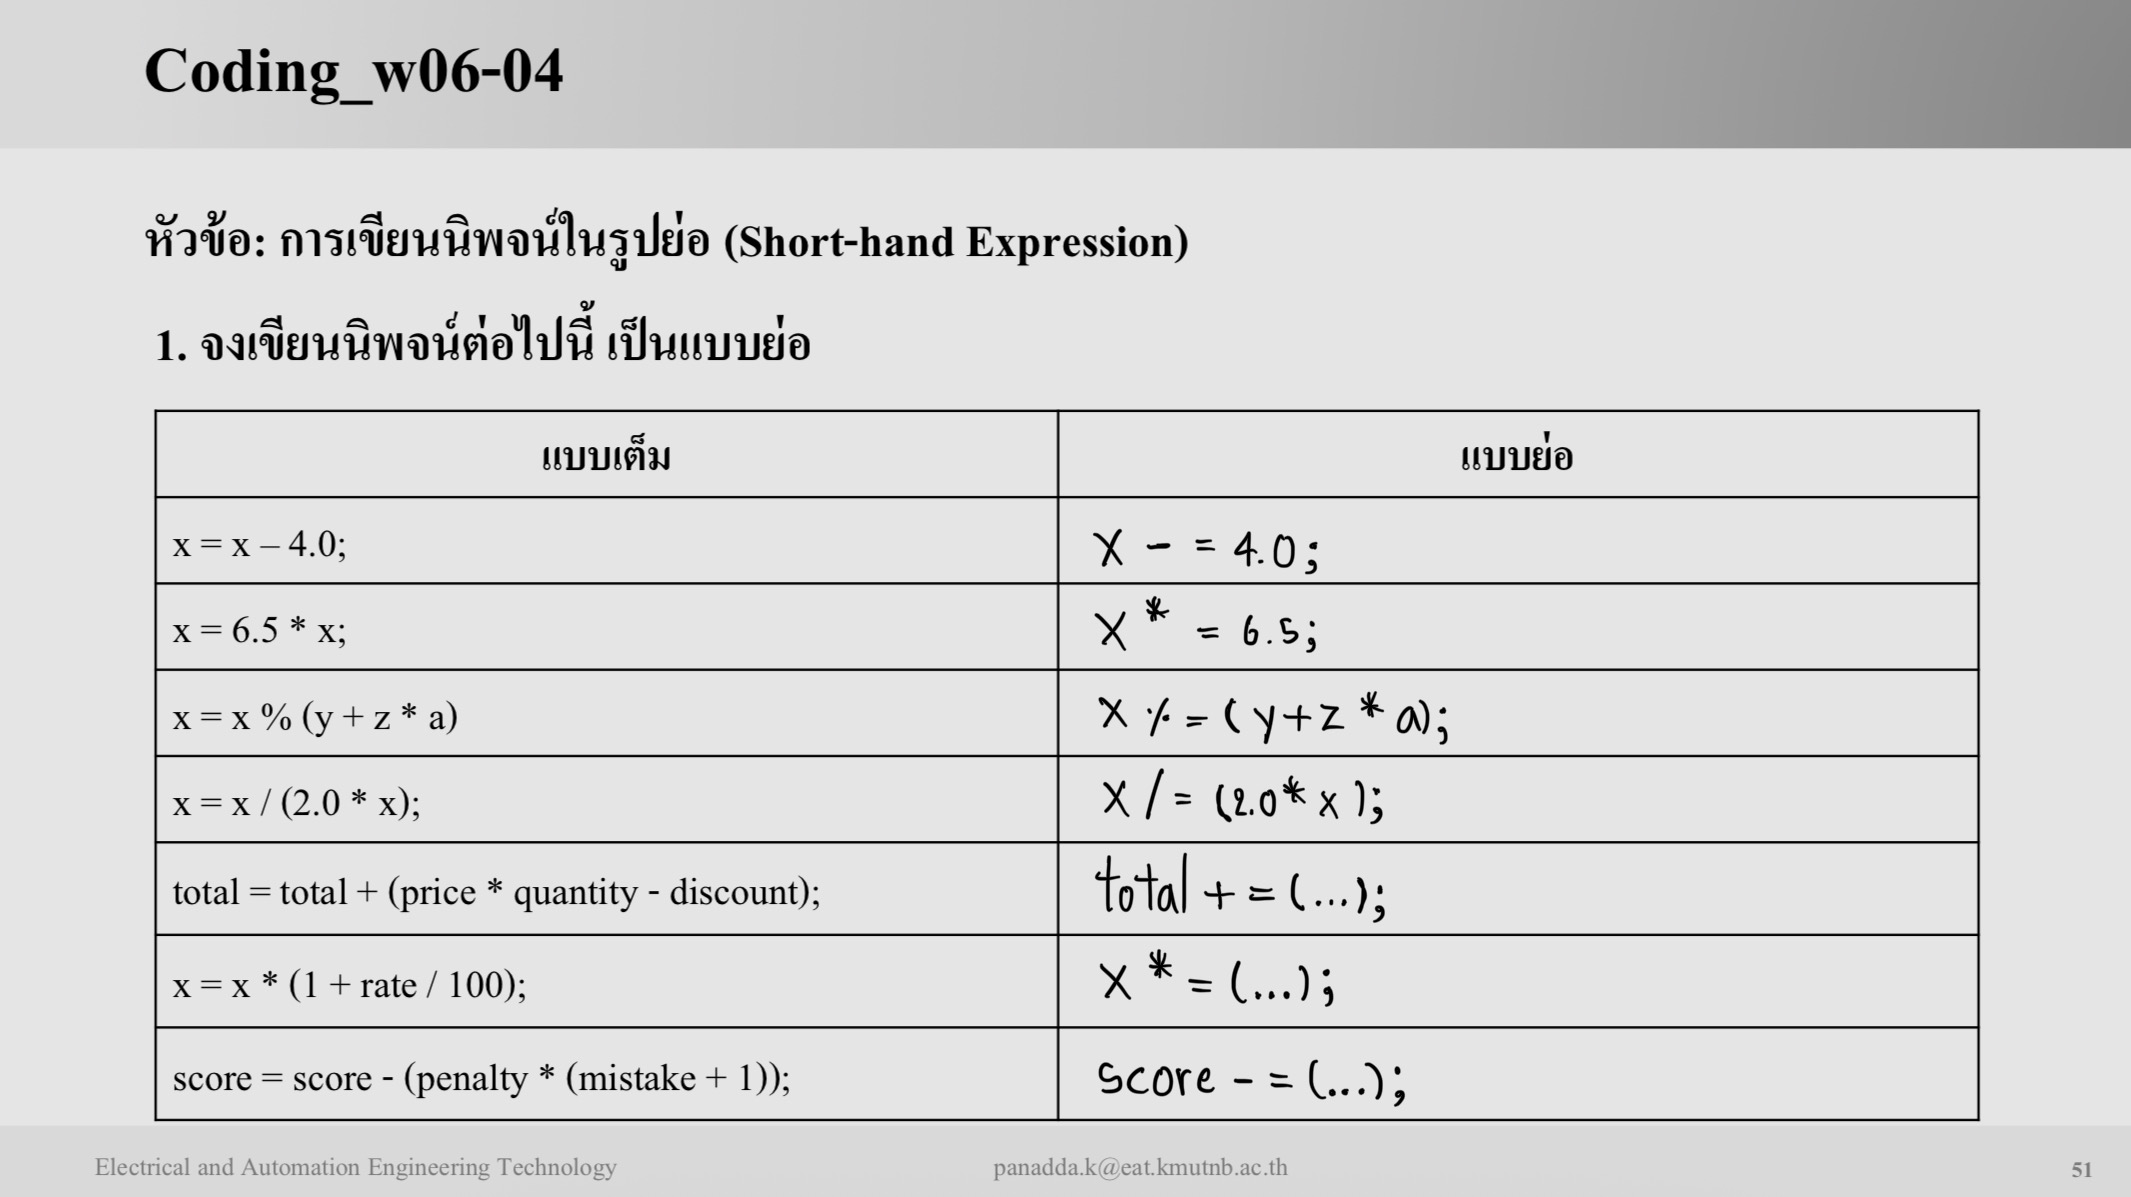 Coding_w06-04
หัวข้อ: การเขียนนิพจน์ในรูปย่อ (Short-hand Expression)
1. จงเขียนนิพจน์ต่อไปนี้ เป็นแบบย่อ
แบบเต็ม แบบย่อ
x = x – 4.0; x - = 4.0;
x = 6.5 * x; x * = 6.5;
x = x % (y + z * a) x % = (y+z * a);
x = x / (2.0 * x); x / = (2.0* x);
total = total + (price * quantity - discount); total + = (...);
x = x * (1 + rate / 100); x * = (...);
score = score - (penalty * (mistake + 1)); score - = (...);
Electrical and Automation Engineering Technology panadda.k@eat.kmutnb.ac.th 51